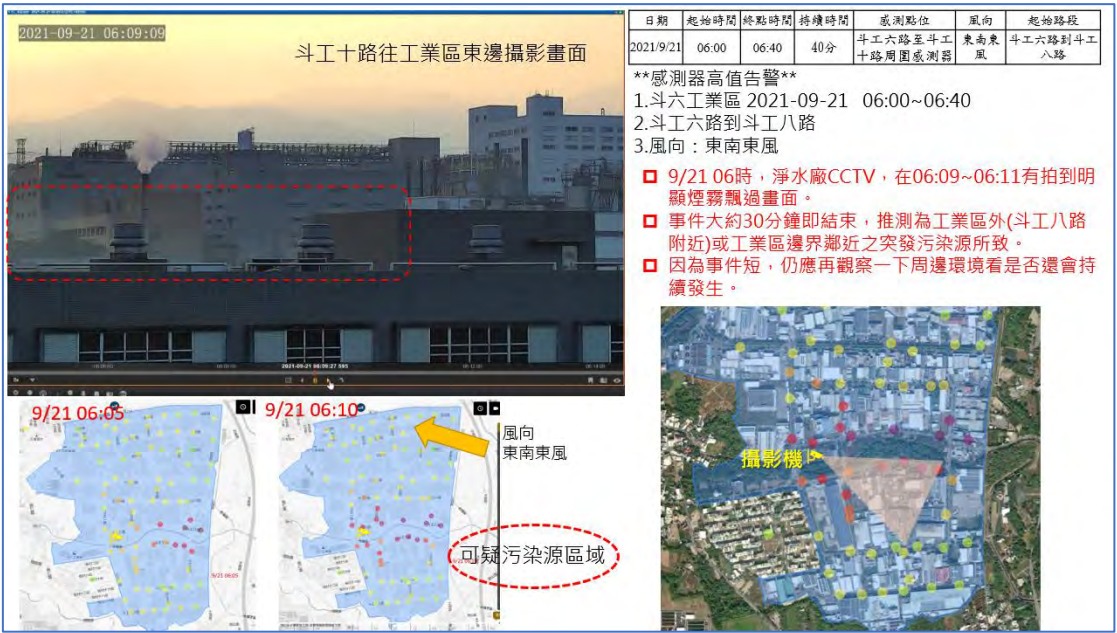 2021-09-21 06:09:09
斗工十路往工業區東邊攝影畫面
2021-09-21 06:09:27.595
日期 起始時間 終點時間 持續時間 感測點位 風向 起始路段
2021/9/21 06:00 06:40 40分 斗工六路至斗工十路周圍感測器 東南東風 斗工六路到斗工八路
**感測器高值告警**
1.斗六工業區 2021-09-21 06:00~06:40
2.斗工六路到斗工八路
3.風向：東南東風
9/21 06時，淨水廠CCTV，在06:09~06:11有拍到明
顯煙霧飄過畫面。
事件大約30分鐘即結束，推測為工業區外(斗工八路
附近)或工業區邊界鄰近之突發污染源所致。
因為事件短，仍應再觀察一下周邊環境看是否還會持
續發生。
9/21 06:05
9/21 06:10
風向
東南東風
可疑污染源區域
9/21 06:05
攝影機